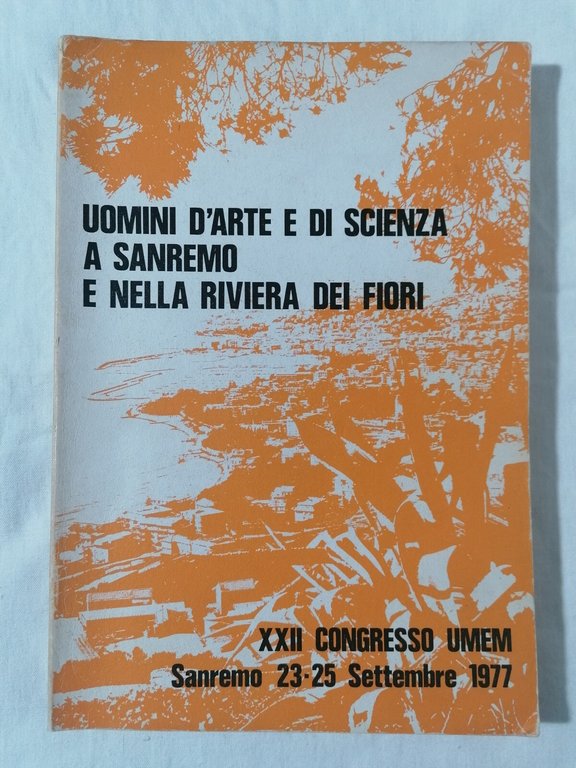 UOMINI D'ARTE E DI SCIENZA
A SANREMO
E NELLA RIVIERA DEI FIORI
XXII CONGRESSO UMEM
Sanremo 23-25 Settembre 1977